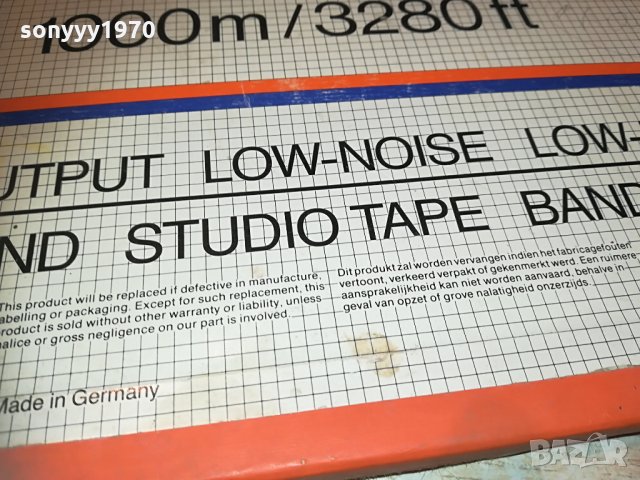 sonyyy1970
1000m/3280ft
UTPUT LOW-NOISE LOW-
ND STUDIO TAPE BAND
This product will be replaced if defective in manufacture,
labelling or packaging. Except for such replacement, this
product is sold without other warranty or liability, unless
malice or gross negligence on our part is involved.
Dit produkt zal worden vervangen indien het fabricagefouten
vertoont, verkeerd verpakt of gekenmerkt werd. Een ruimere
aansprakelijkheid kan niet worden aanvaard, behalve in-
geval van opzet of grove nalatigheid onzerzijds.
Made in Germany
BAZAR